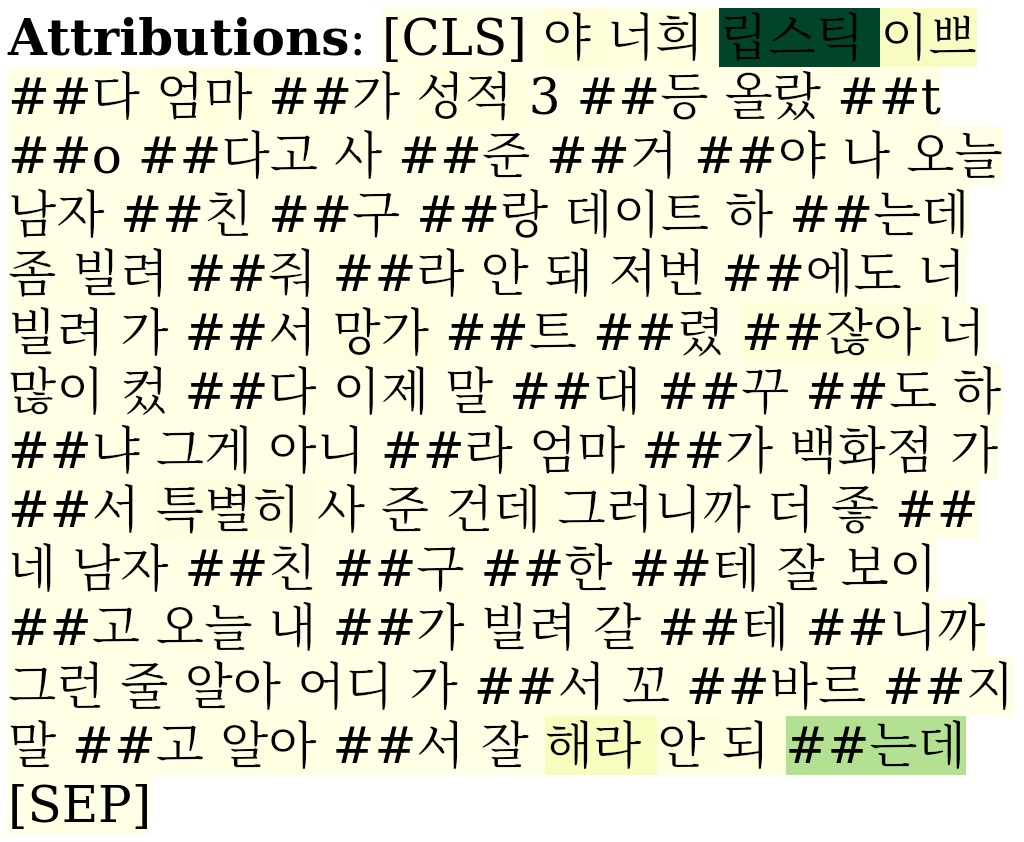 Attributions: [CLS] 야 너희 립스틱 이쁘
##다 엄마 ##가 성적 3 ##등 올랐 ##t
##o ##다고 사 ##준 ##거 ##야 나 오늘
남자 ##친 ##구 ##랑 데이트 하 ##는데
좀 빌려 ##줘 ##라 안 돼 저번 ##에도 너
빌려 가 ##서 망가 ##트 ##렸 ##잖아 너
많이 컸 ##다 이제 말 ##대 ##꾸 ##도 하
##냐 그게 아니 ##라 엄마 ##가 백화점 가
##서 특별히 사 준 건데 그러니까 더 좋 ##
네 남자 ##친 ##구 ##한 ##테 잘 보이
##고 오늘 내 ##가 빌려 갈 ##테 ##니까
그런 줄 알아 어디 가 ##서 꼬 ##바르 ##지
말 ##고 알아 ##서 잘 해라 안 되 ##는데
[SEP]